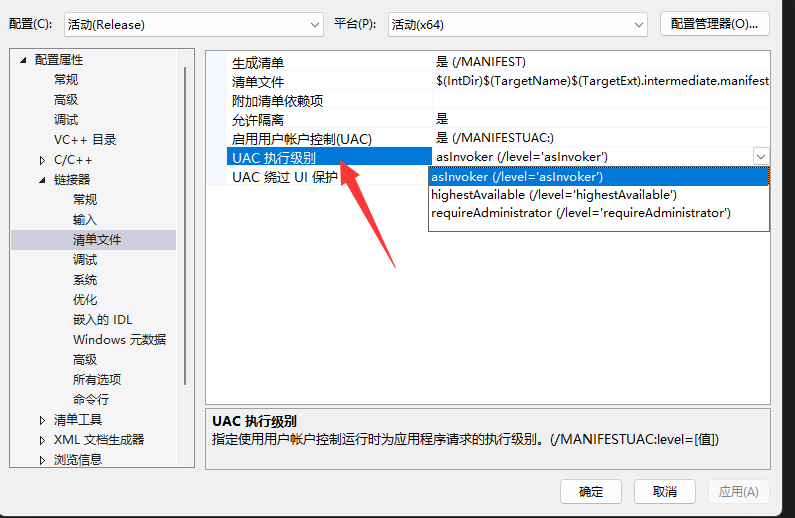 配置(C):
活动(Release)
平台(P):
活动(x64)
配置管理器(O)...
配置属性
常规
高级
调试
VC++ 目录
C/C++
链接器
常规
输入
清单文件
调试
系统
优化
嵌入的 IDL
Windows 元数据
高级
所有选项
命令行
清单工具
XML 文档生成器
浏览信息
生成清单
是 (/MANIFEST)
清单文件
$(IntDir)$(TargetName)$(TargetExt).intermediate.manifest
附加清单依赖项
允许隔离
是
启用用户帐户控制(UAC)
是 (/MANIFESTUAC:)
UAC 执行级别
asInvoker (/level='asInvoker')
UAC 绕过 UI 保护
asInvoker (/level='asInvoker')
highestAvailable (/level='highestAvailable')
requireAdministrator (/level='requireAdministrator')
UAC 执行级别
指定使用用户帐户控制运行时为应用程序请求的执行级别。(/MANIFESTUAC:level=[值])
确定
取消
应用(A)